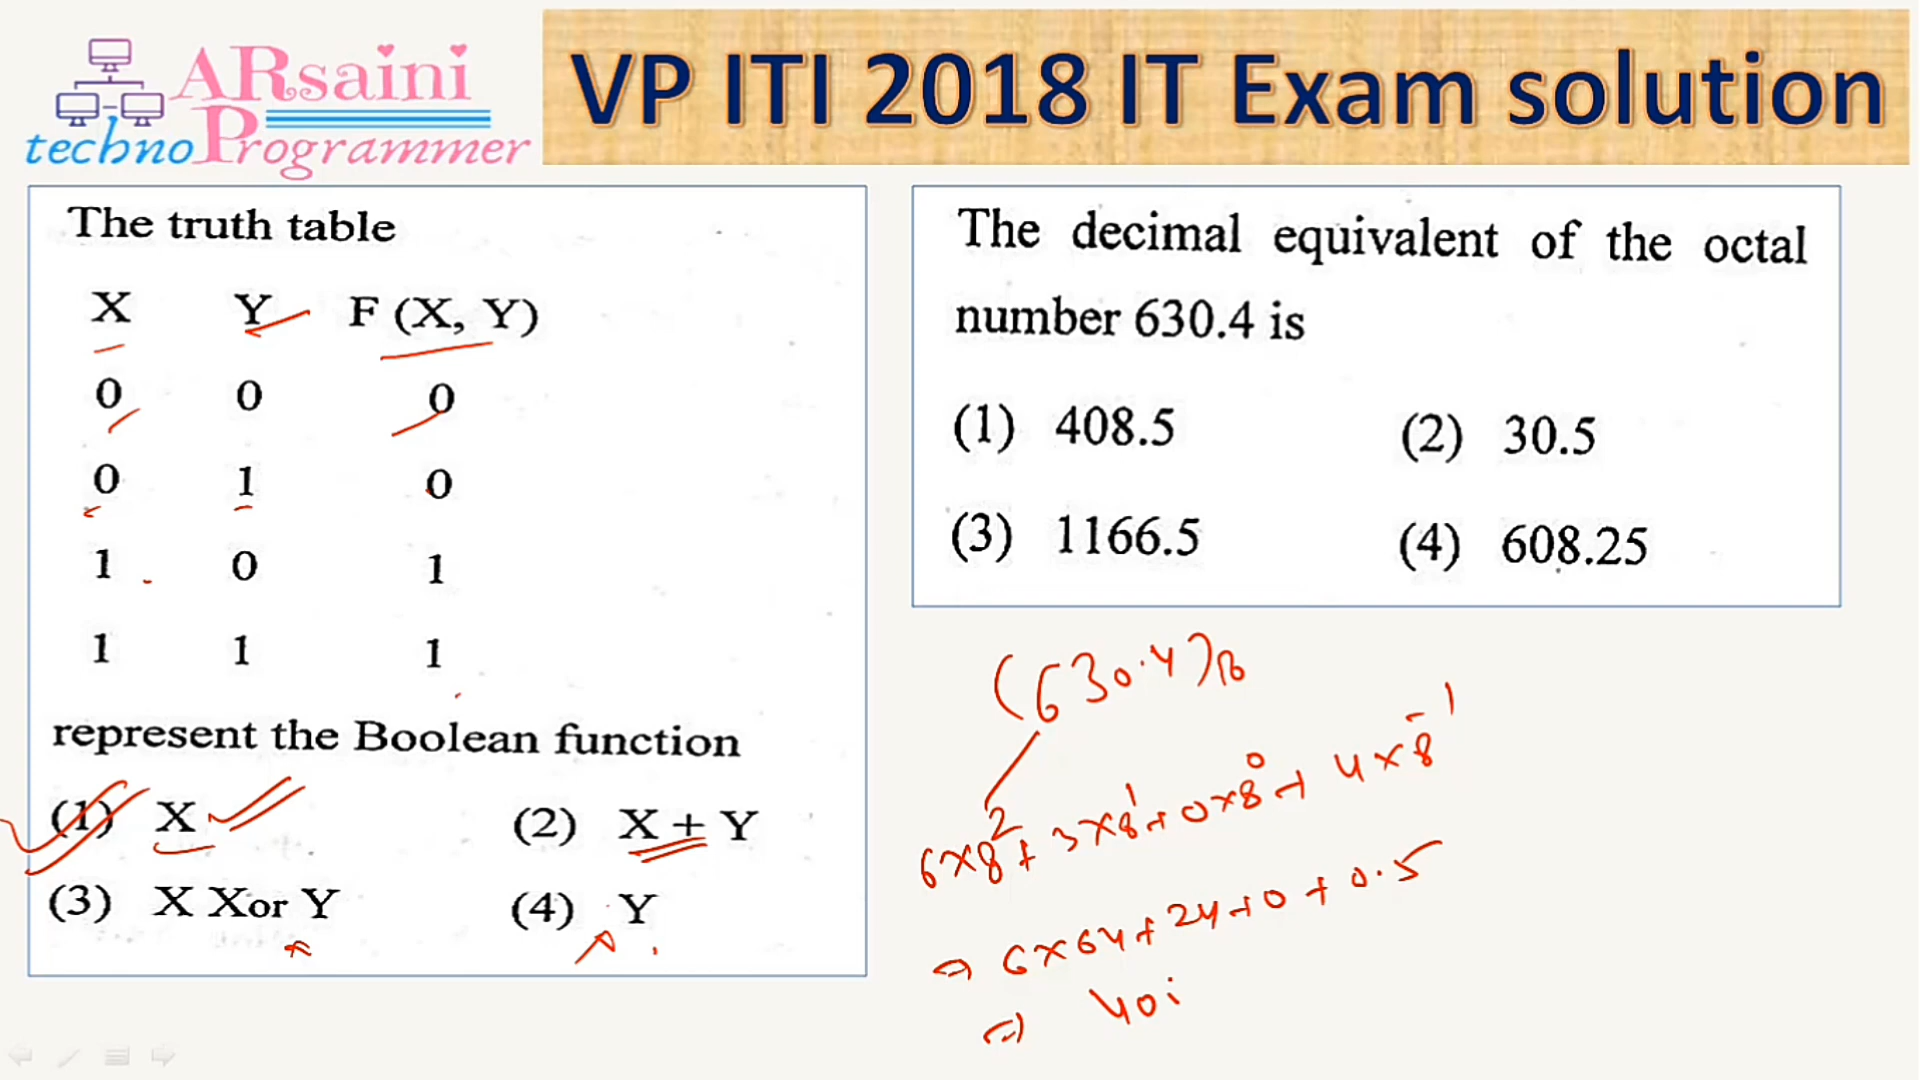 ARsaini
techno Programmer
VP ITI 2018 IT Exam solution
The truth table
X Y F (X, Y)
0 0 0
0 1 0
1 0 1
1 1 1
represent the Boolean function
(1) X (2) X + Y
(3) X Xor Y (4) Y
The decimal equivalent of the octal
number 630.4 is
(1) 408.5 (2) 30.5
(3) 1166.5 (4) 608.25
(630.4)
6×8²+ 3×8¹+0×8⁰+ 4×8⁻¹
⇒ 6×64+24+0+0.5
⇒ 40